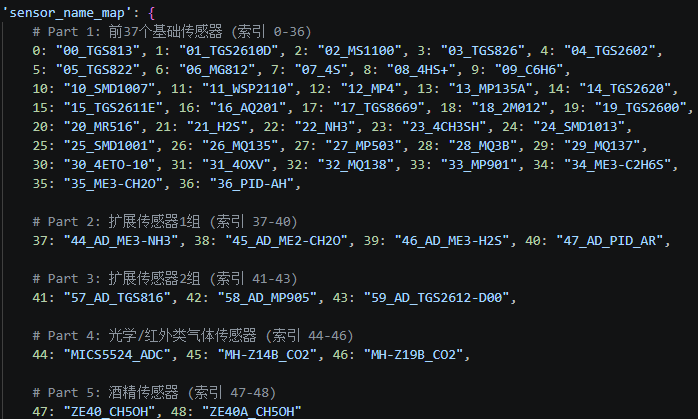 'sensor_name_map': {
# Part 1: 前37个基础传感器 (索引 0-36)
0: "00_TGS813", 1: "01_TGS2610D", 2: "02_MS1100", 3: "03_TGS826", 4: "04_TGS2602",
5: "05_TGS822", 6: "06_MG812", 7: "07_4S", 8: "08_4HS+", 9: "09_C6H6",
10: "10_SMD1007", 11: "11_WSP2110", 12: "12_MP4", 13: "13_MP135A", 14: "14_TGS2620",
15: "15_TGS2611E", 16: "16_AQ201", 17: "17_TGS8669", 18: "18_2M012", 19: "19_TGS2600",
20: "20_MR516", 21: "21_H2S", 22: "22_NH3", 23: "23_4CH3SH", 24: "24_SMD1013",
25: "25_SMD1001", 26: "26_MQ135", 27: "27_MP503", 28: "28_MQ3B", 29: "29_MQ137",
30: "30_4ETO-10", 31: "31_4OXV", 32: "32_MQ138", 33: "33_MP901", 34: "34_ME3-C2H6S",
35: "35_ME3-CH2O", 36: "36_PID-AH",
# Part 2: 扩展传感器1组 (索引 37-40)
37: "44_AD_ME3-NH3", 38: "45_AD_ME2-CH2O", 39: "46_AD_ME3-H2S", 40: "47_AD_PID_AR",
# Part 3: 扩展传感器2组 (索引 41-43)
41: "57_AD_TGS816", 42: "58_AD_MP905", 43: "59_AD_TGS2612-D00",
# Part 4: 光学/红外类气体传感器 (索引 44-46)
44: "MICS5524_ADC", 45: "MH-Z14B_CO2", 46: "MH-Z19B_CO2",
# Part 5: 酒精传感器 (索引 47-48)
47: "ZE40_CH5OH", 48: "ZE40A_CH5OH"